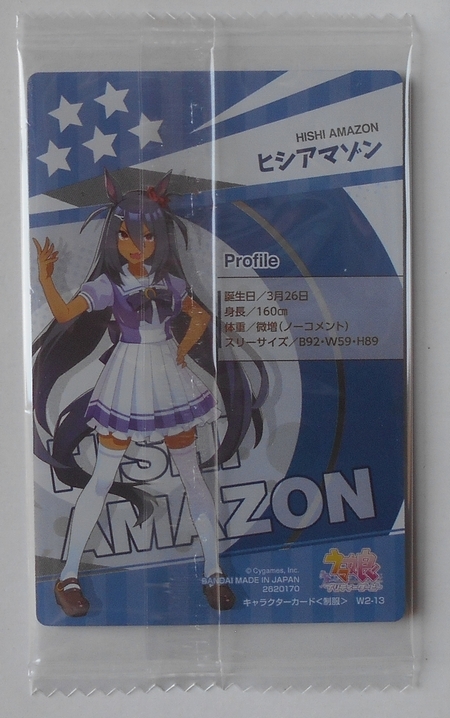 HISHI AMAZON
ヒシアマゾン
Profile
誕生日／3月26日
身長／160㎝
体重／微増(ノーコメント)
スリーサイズ／B92・W59・H89
HISHI
AMAZON
© Cygames, Inc.
BANDAI MADE IN JAPAN
2620170
キャラクターカード<制服> W2-13